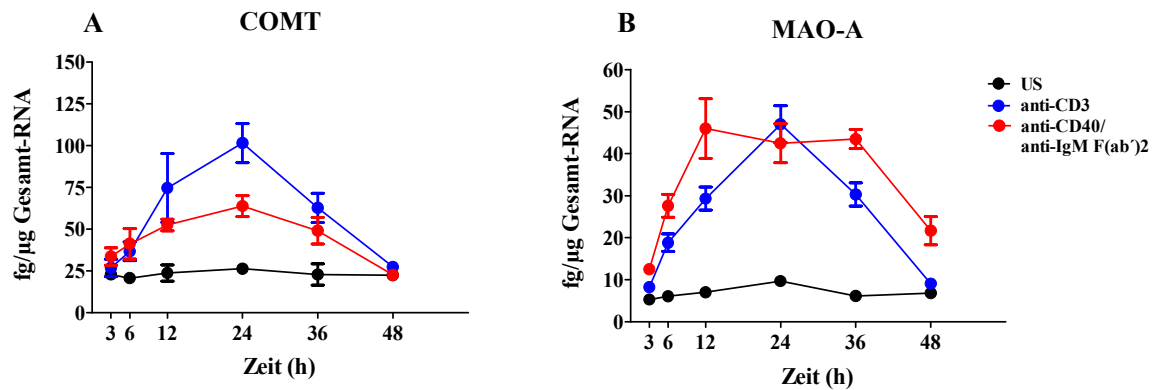 A
COMT
fg/µg Gesamt-RNA
150
125
100
75
50
25
0
3 6 12 24 36 48
Zeit (h)
B
MAO-A
fg/µg Gesamt-RNA
60
50
40
30
20
10
0
3 6 12 24 36 48
Zeit (h)
US
anti-CD3
anti-CD40/
anti-IgM F(ab´)2